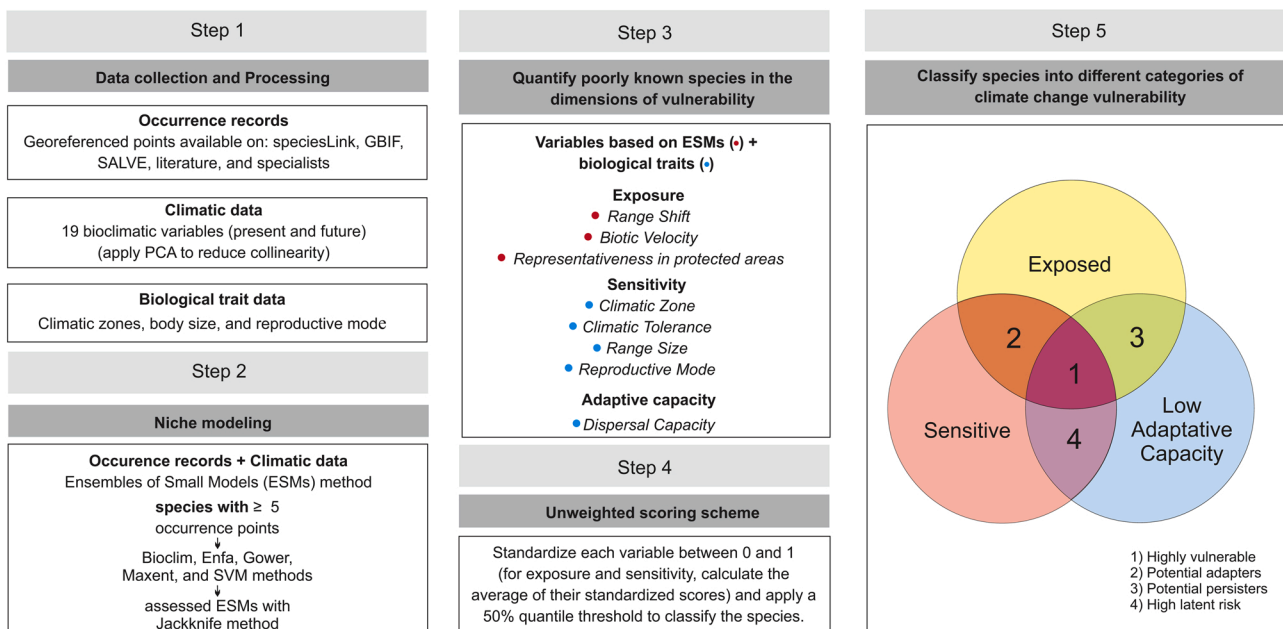 Step 1
Data collection and Processing
Occurrence records
Georeferenced points available on: speciesLink, GBIF,
SALVE, literature, and specialists
Climatic data
19 bioclimatic variables (present and future)
(apply PCA to reduce collinearity)
Biological trait data
Climatic zones, body size, and reproductive mode
Step 2
Niche modeling
Occurence records + Climatic data
Ensembles of Small Models (ESMs) method
species with ≥ 5
occurrence points
Bioclim, Enfa, Gower,
Maxent, and SVM methods
assessed ESMs with
Jackknife method
Step 3
Quantify poorly known species in the
dimensions of vulnerability
Variables based on ESMs (•) +
biological traits (•)
Exposure
• Range Shift
• Biotic Velocity
• Representativeness in protected areas
Sensitivity
• Climatic Zone
• Climatic Tolerance
• Range Size
• Reproductive Mode
Adaptive capacity
• Dispersal Capacity
Step 4
Unweighted scoring scheme
Standardize each variable between 0 and 1
(for exposure and sensitivity, calculate the
average of their standardized scores) and apply a
50% quantile threshold to classify the species.
Step 5
Classify species into different categories of
climate change vulnerability
Exposed
2
3
1
Sensitive
4
Low
Adaptative
Capacity
1) Highly vulnerable
2) Potential adapters
3) Potential persisters
4) High latent risk